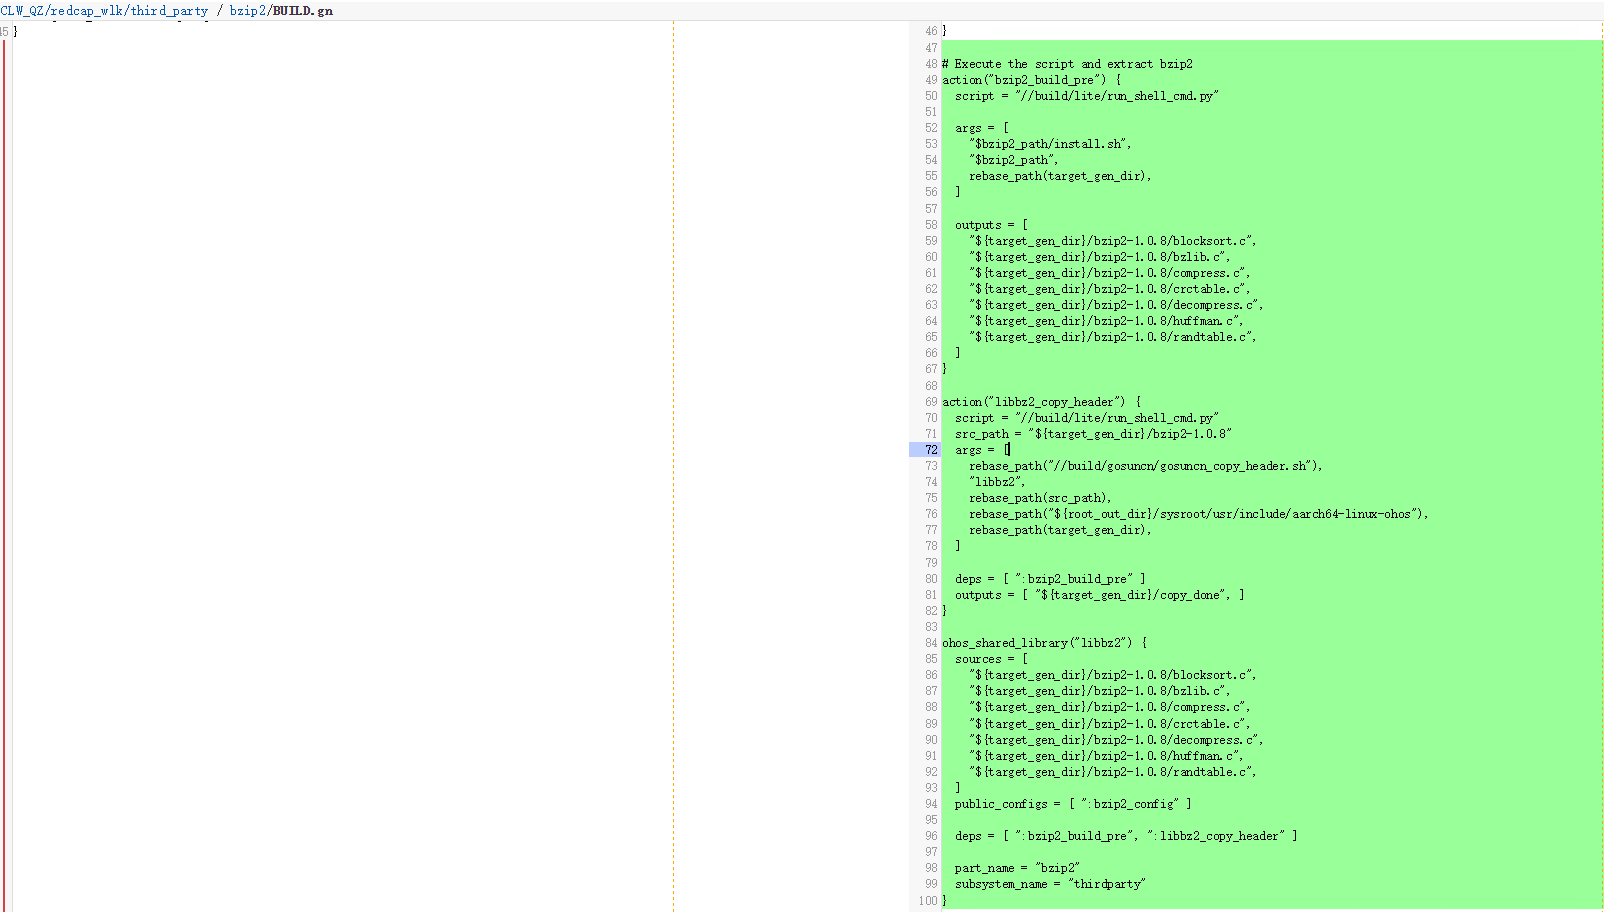 CLW_QZ/redcap_wlk/third_party / bzip2/BUILD.gn
}
46 }
47
48 # Execute the script and extract bzip2
49 action("bzip2_build_pre") {
50   script = "//build/lite/run_shell_cmd.py"
51
52   args = [
53     "$bzip2_path/install.sh",
54     "$bzip2_path",
55     rebase_path(target_gen_dir),
56   ]
57
58   outputs = [
59     "${target_gen_dir}/bzip2-1.0.8/blocksort.c",
60     "${target_gen_dir}/bzip2-1.0.8/bzlib.c",
61     "${target_gen_dir}/bzip2-1.0.8/compress.c",
62     "${target_gen_dir}/bzip2-1.0.8/crctable.c",
63     "${target_gen_dir}/bzip2-1.0.8/decompress.c",
64     "${target_gen_dir}/bzip2-1.0.8/huffman.c",
65     "${target_gen_dir}/bzip2-1.0.8/randtable.c",
66   ]
67 }
68
69 action("libbz2_copy_header") {
70   script = "//build/lite/run_shell_cmd.py"
71   src_path = "${target_gen_dir}/bzip2-1.0.8"
72   args = [
73     rebase_path("//build/gosuncn/gosuncn_copy_header.sh"),
74     "libbz2",
75     rebase_path(src_path),
76     rebase_path("${root_out_dir}/sysroot/usr/include/aarch64-linux-ohos"),
77     rebase_path(target_gen_dir),
78   ]
79
80   deps = [ ":bzip2_build_pre" ]
81   outputs = [ "${target_gen_dir}/copy_done", ]
82 }
83
84 ohos_shared_library("libbz2") {
85   sources = [
86     "${target_gen_dir}/bzip2-1.0.8/blocksort.c",
87     "${target_gen_dir}/bzip2-1.0.8/bzlib.c",
88     "${target_gen_dir}/bzip2-1.0.8/compress.c",
89     "${target_gen_dir}/bzip2-1.0.8/crctable.c",
90     "${target_gen_dir}/bzip2-1.0.8/decompress.c",
91     "${target_gen_dir}/bzip2-1.0.8/huffman.c",
92     "${target_gen_dir}/bzip2-1.0.8/randtable.c",
93   ]
94   public_configs = [ ":bzip2_config" ]
95
96   deps = [ ":bzip2_build_pre", ":libbz2_copy_header" ]
97
98   part_name = "bzip2"
99   subsystem_name = "thirdparty"
100 }